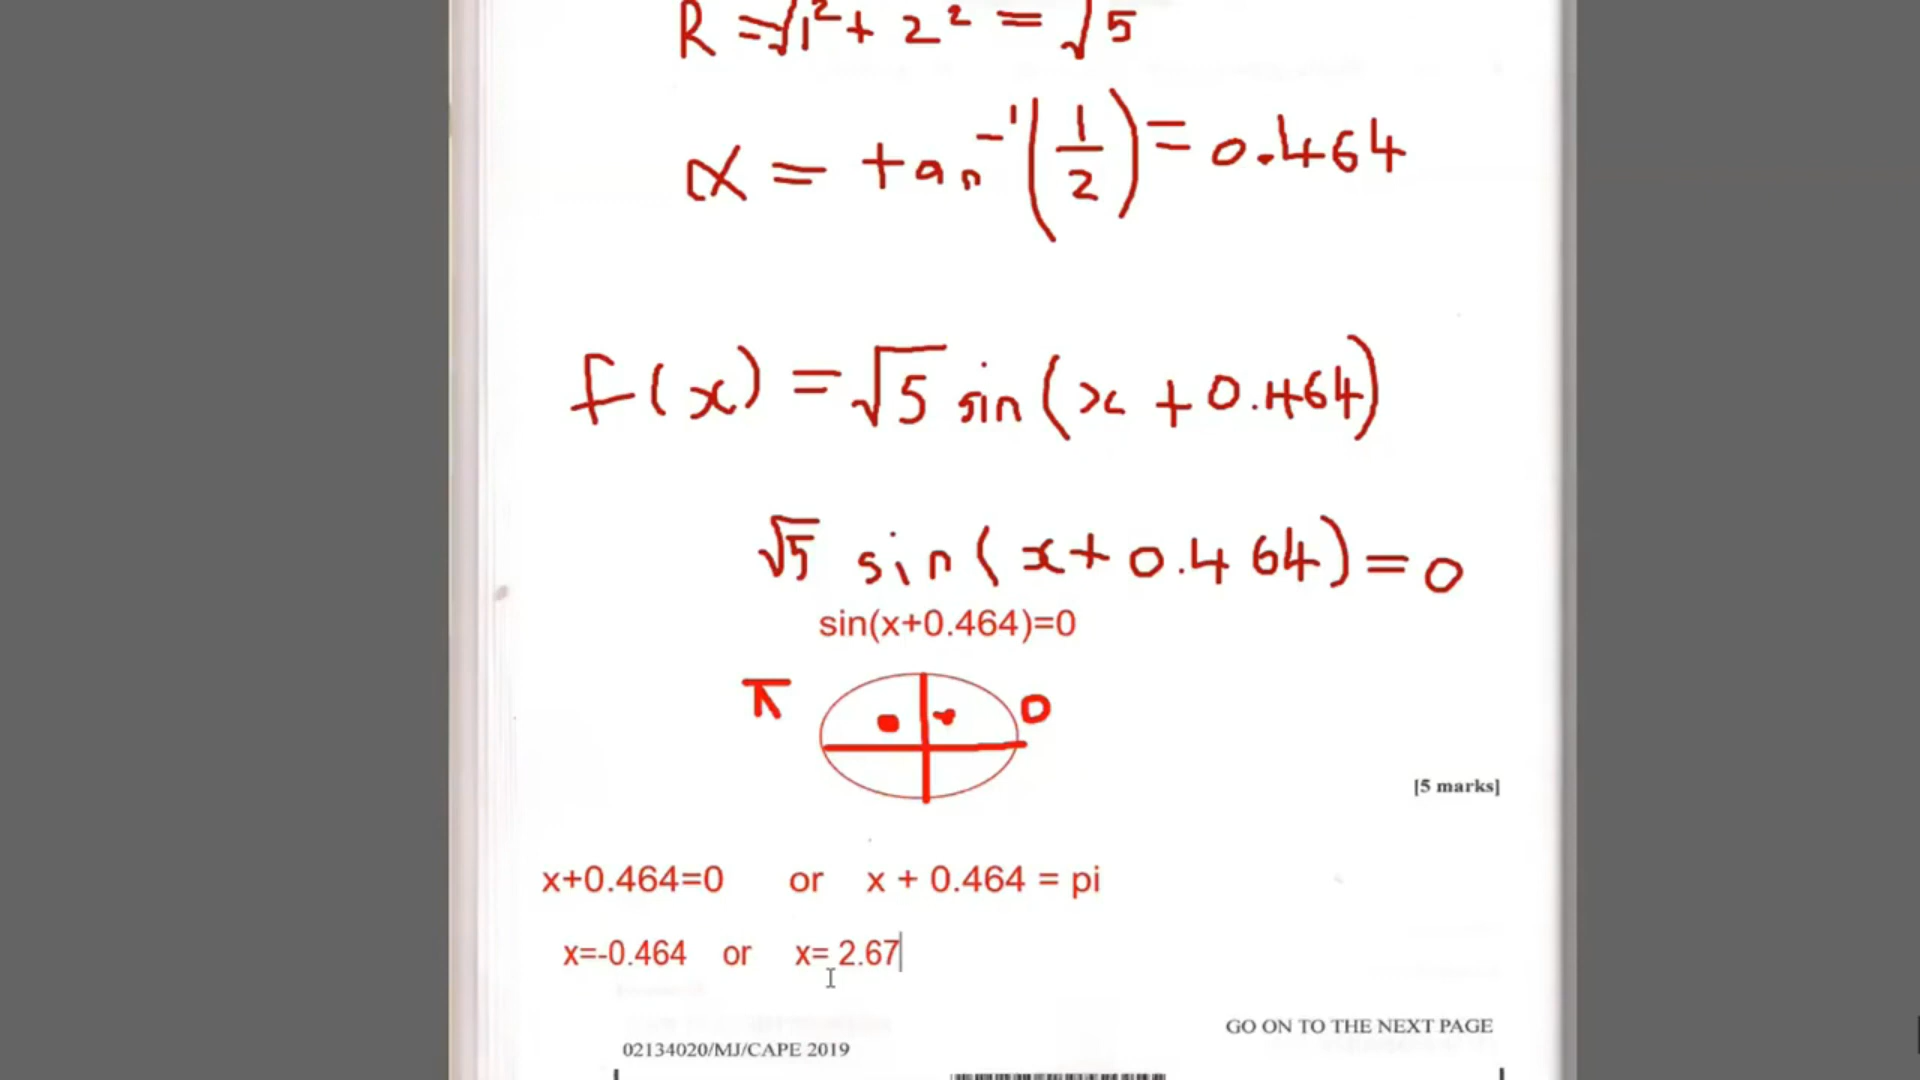 R = √1² + 2² = √5
α = tan⁻¹(1/2) = 0.464
f(x) = √5 sin(x + 0.464)
√5 sin(x + 0.464) = 0
sin(x+0.464)=0
π 0
[5 marks]
x+0.464=0 or x + 0.464 = pi
x=-0.464 or x= 2.67
GO ON TO THE NEXT PAGE
02134020/MJ/CAPE 2019